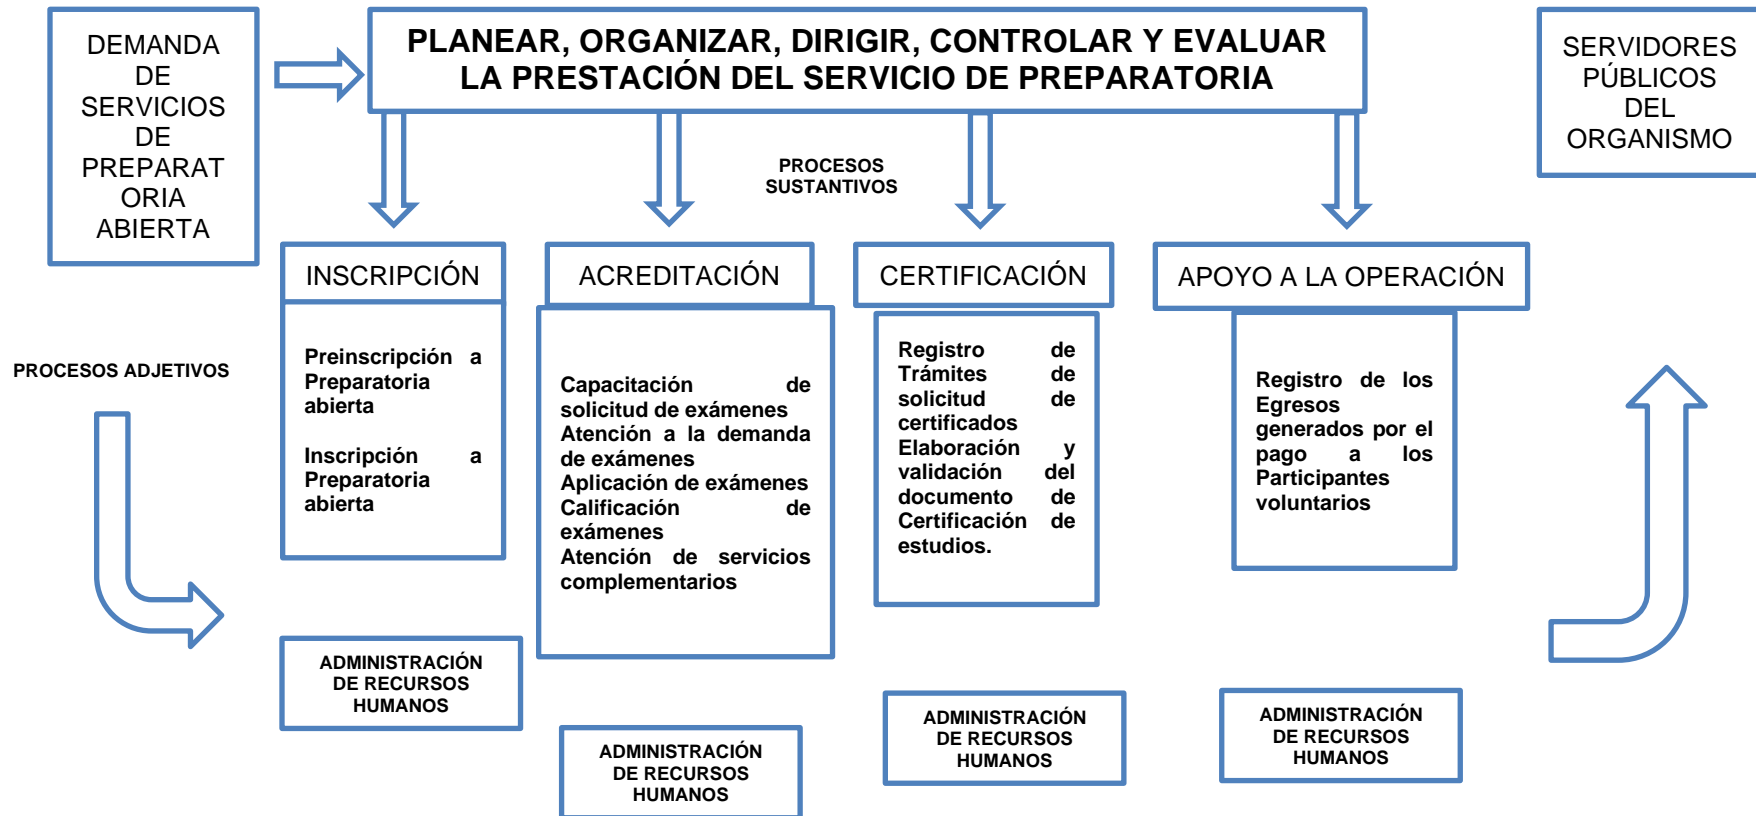 DEMANDA
DE
SERVICIOS
DE
PREPARAT
ORIA
ABIERTA
PLANEAR, ORGANIZAR, DIRIGIR, CONTROLAR Y EVALUAR
LA PRESTACIÓN DEL SERVICIO DE PREPARATORIA
SERVIDORES
PÚBLICOS
DEL
ORGANISMO
PROCESOS
SUSTANTIVOS
PROCESOS ADJETIVOS
INSCRIPCIÓN
Preinscripción a
Preparatoria
abierta
Inscripción a
Preparatoria
abierta
ACREDITACIÓN
Capacitación de
solicitud de exámenes
Atención a la demanda
de exámenes
Aplicación de exámenes
Calificación de
exámenes
Atención de servicios
complementarios
CERTIFICACIÓN
Registro de
Trámites de
solicitud de
certificados
Elaboración y
validación del
documento de
Certificación de
estudios.
APOYO A LA OPERACIÓN
Registro de los
Egresos
generados por el
pago a los
Participantes
voluntarios
ADMINISTRACIÓN
DE RECURSOS
HUMANOS
ADMINISTRACIÓN
DE RECURSOS
HUMANOS
ADMINISTRACIÓN
DE RECURSOS
HUMANOS
ADMINISTRACIÓN
DE RECURSOS
HUMANOS